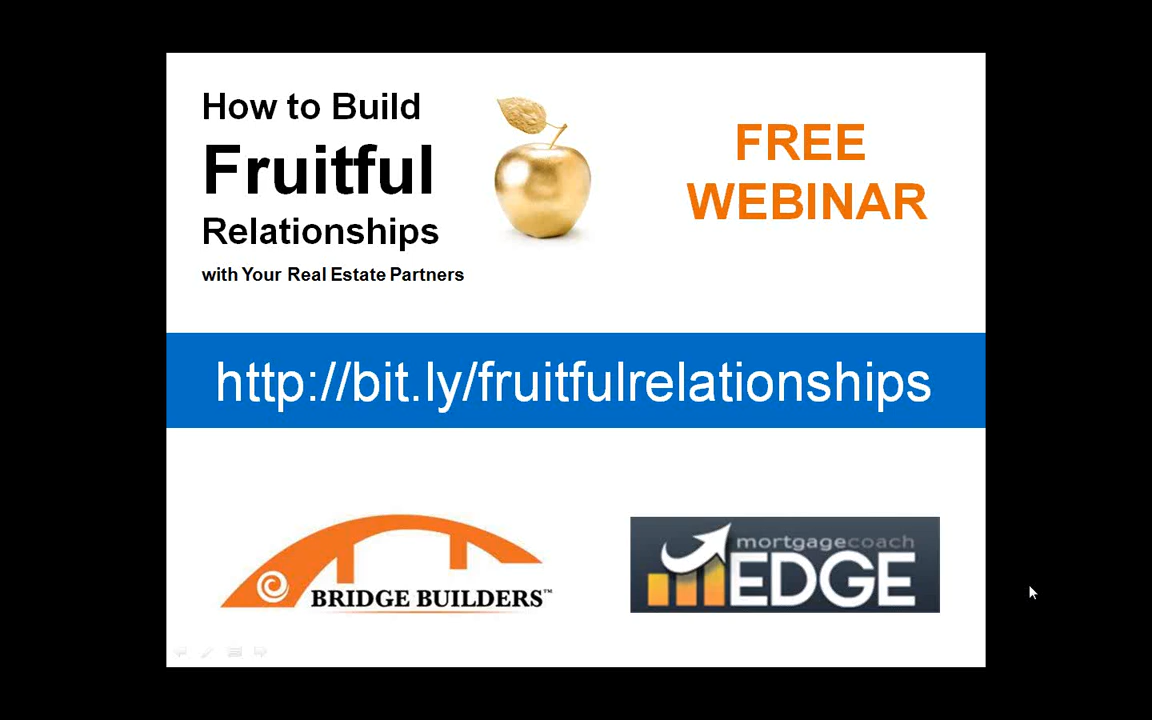 How to Build
Fruitful
Relationships
with Your Real Estate Partners
FREE
WEBINAR
http://bit.ly/fruitfulrelationships
BRIDGE BUILDERS™
mortgagecoach
EDGE